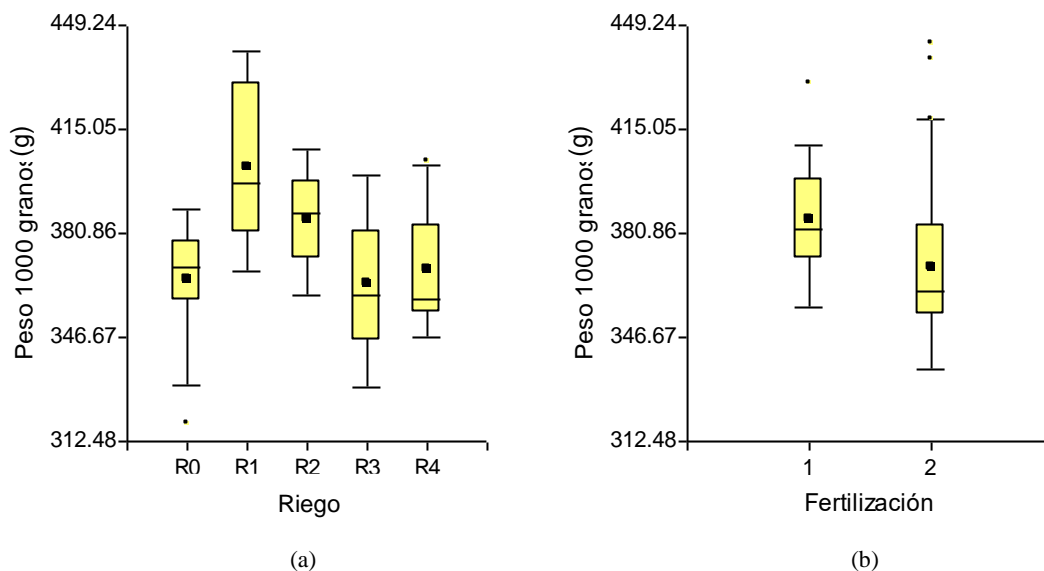 449.24
415.05
380.86
346.67
312.48
Peso 1000 granos (g)
R0 R1 R2 R3 R4
Riego
(a)
449.24
415.05
380.86
346.67
312.48
Peso 1000 granos (g)
1 2
Fertilización
(b)